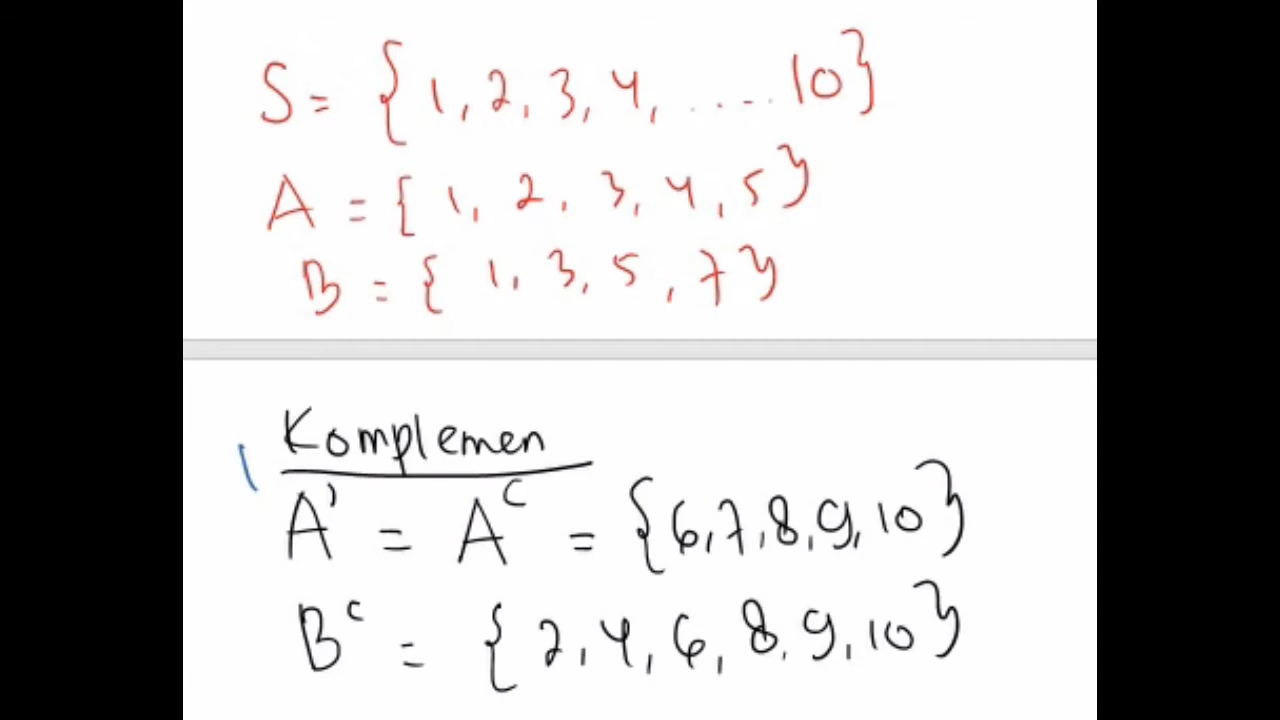 S = {1, 2, 3, 4, ..... 10}
A = {1, 2, 3, 4, 5}
B = {1, 3, 5, 7}
Komplemen
A' = A^c = {6, 7, 8, 9, 10}
B^c = {2, 4, 6, 8, 9, 10}